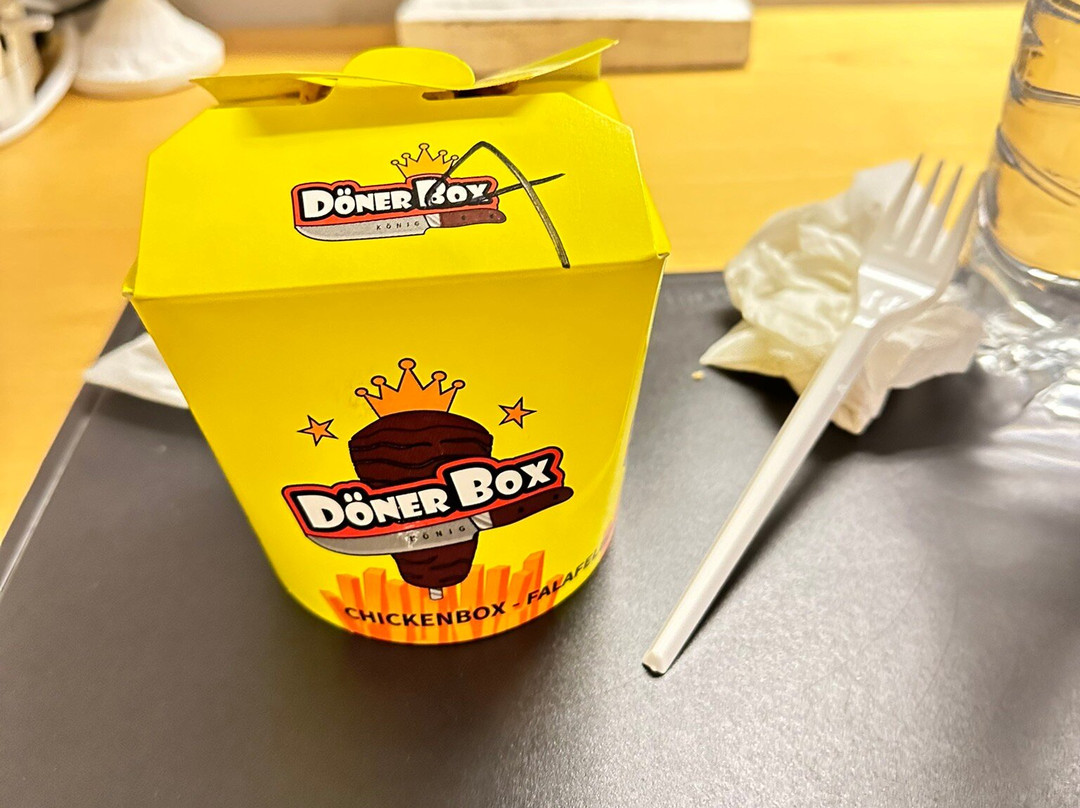 DÖNER BOX
KÖNIG
DÖNER BOX
KÖNIG
CHICKENBOX - FALAFEL